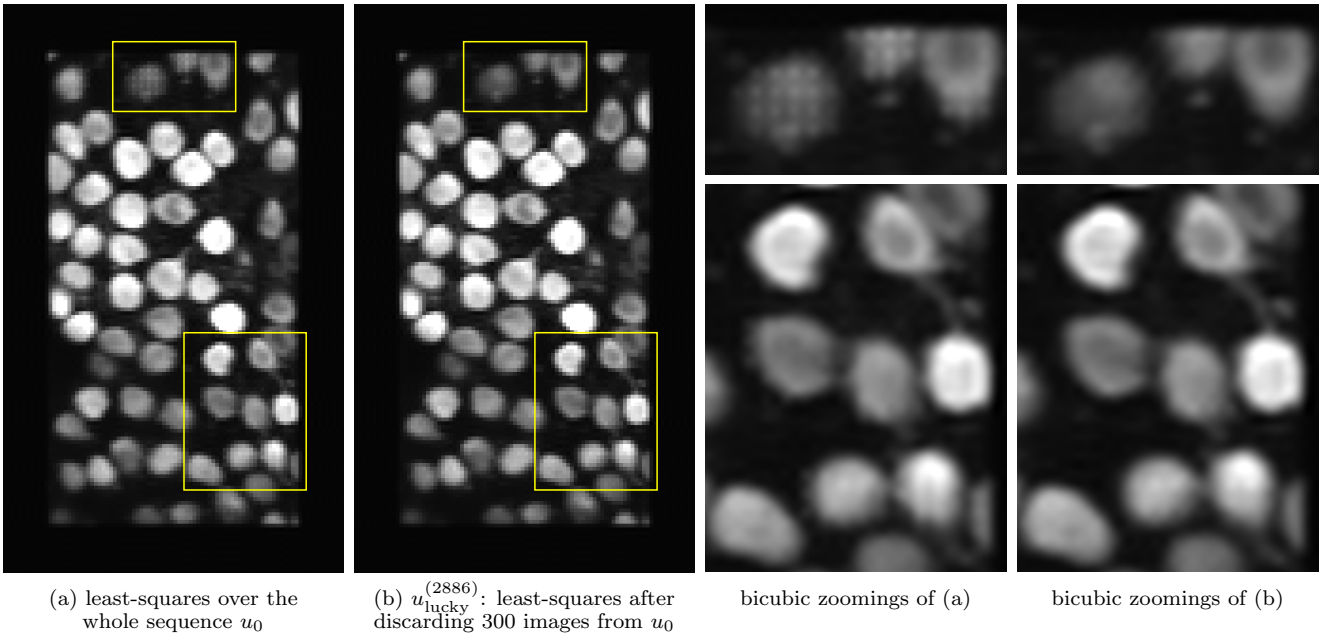 (a) least-squares over the
whole sequence u₀
(b) u_lucky^(2886): least-squares after
discarding 300 images from u₀
bicubic zoomings of (a)
bicubic zoomings of (b)